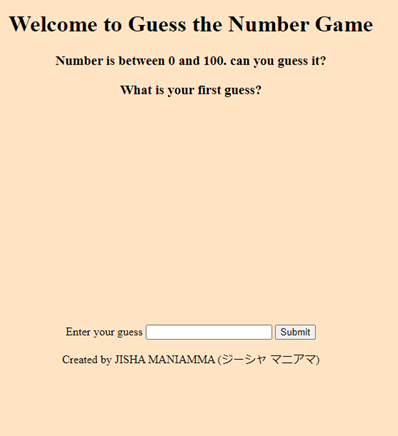 Welcome to Guess the Number Game
Number is between 0 and 100. can you guess it?
What is your first guess?
Enter your guess Submit
Created by JISHA MANIAMMA (ジーシャ マニアマ)